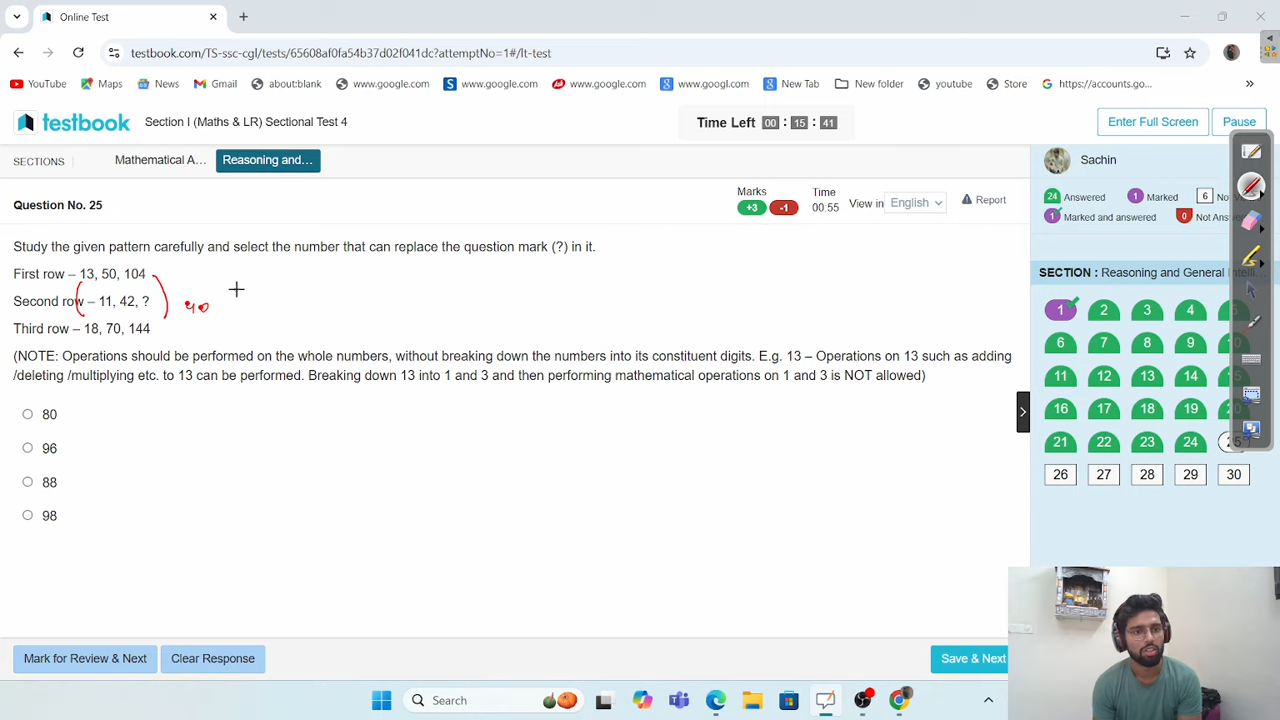 Online Test
testbook.com/TS-ssc-cgl/tests/65608af0fa54b37d02f041dc?attemptNo=1#/lt-test
YouTube Maps News Gmail about:blank www.google.com www.google.com www.google.com www.googl.com New Tab New folder youtube Store https://accounts.go...
testbook Section I (Maths & LR) Sectional Test 4 Time Left 00 : 15 : 41 Enter Full Screen Pause
SECTIONS Mathematical A... Reasoning and... Sachin
Question No. 25 Marks +3 -1 Time 00:55 View in English Report
24 Answered 1 Marked 6
1 Marked and answered 0
Study the given pattern carefully and select the number that can replace the question mark (?) in it.
First row – 13, 50, 104
Second row – 11, 42, ?
Third row – 18, 70, 144
(NOTE: Operations should be performed on the whole numbers, without breaking down the numbers into its constituent digits. E.g. 13 – Operations on 13 such as adding
/deleting /multiplying etc. to 13 can be performed. Breaking down 13 into 1 and 3 and then performing mathematical operations on 1 and 3 is NOT allowed)
80
96
88
98
SECTION : Reasoning and General
1 2 3 4
6 7 8 9
11 12 13 14
16 17 18 19
21 22 23 24 25
26 27 28 29 30
Mark for Review & Next Clear Response Save & Next
Search